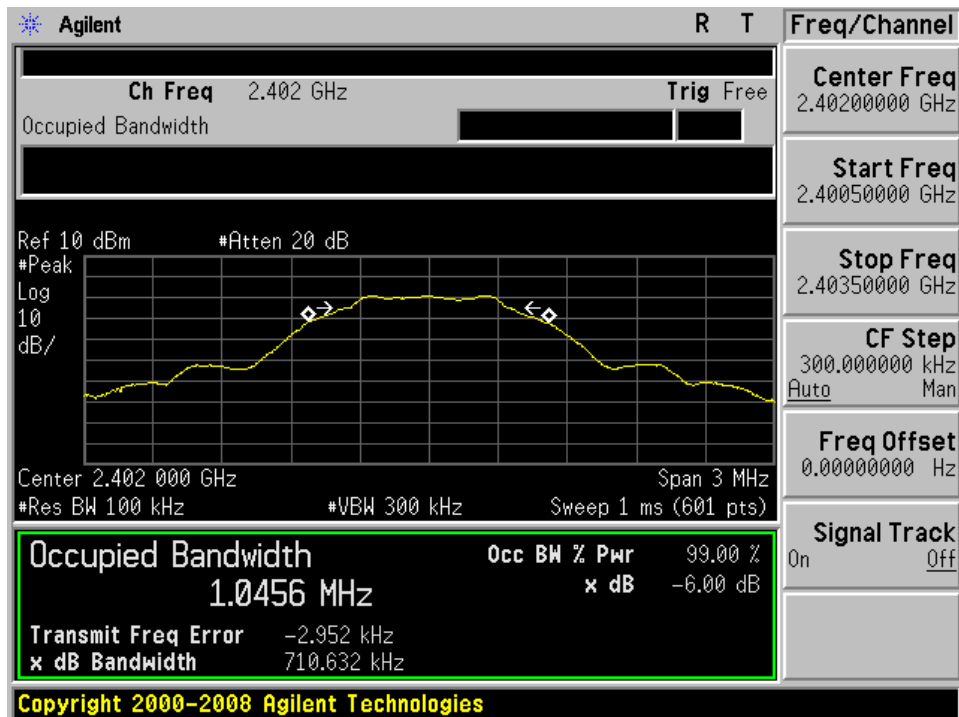 Agilent R T
Freq/Channel
Ch Freq 2.402 GHz Trig Free
Occupied Bandwidth
Ref 10 dBm #Atten 20 dB
#Peak
Log
10
dB/
Center 2.402 000 GHz Span 3 MHz
#Res BW 100 kHz #VBW 300 kHz Sweep 1 ms (601 pts)
Occupied Bandwidth Occ BW % Pwr 99.00 %
1.0456 MHz x dB -6.00 dB
Transmit Freq Error -2.952 kHz
x dB Bandwidth 710.632 kHz
Copyright 2000-2008 Agilent Technologies
Center Freq
2.40200000 GHz
Start Freq
2.40050000 GHz
Stop Freq
2.40350000 GHz
CF Step
300.000000 kHz
Auto Man
Freq Offset
0.00000000 Hz
Signal Track
On Off